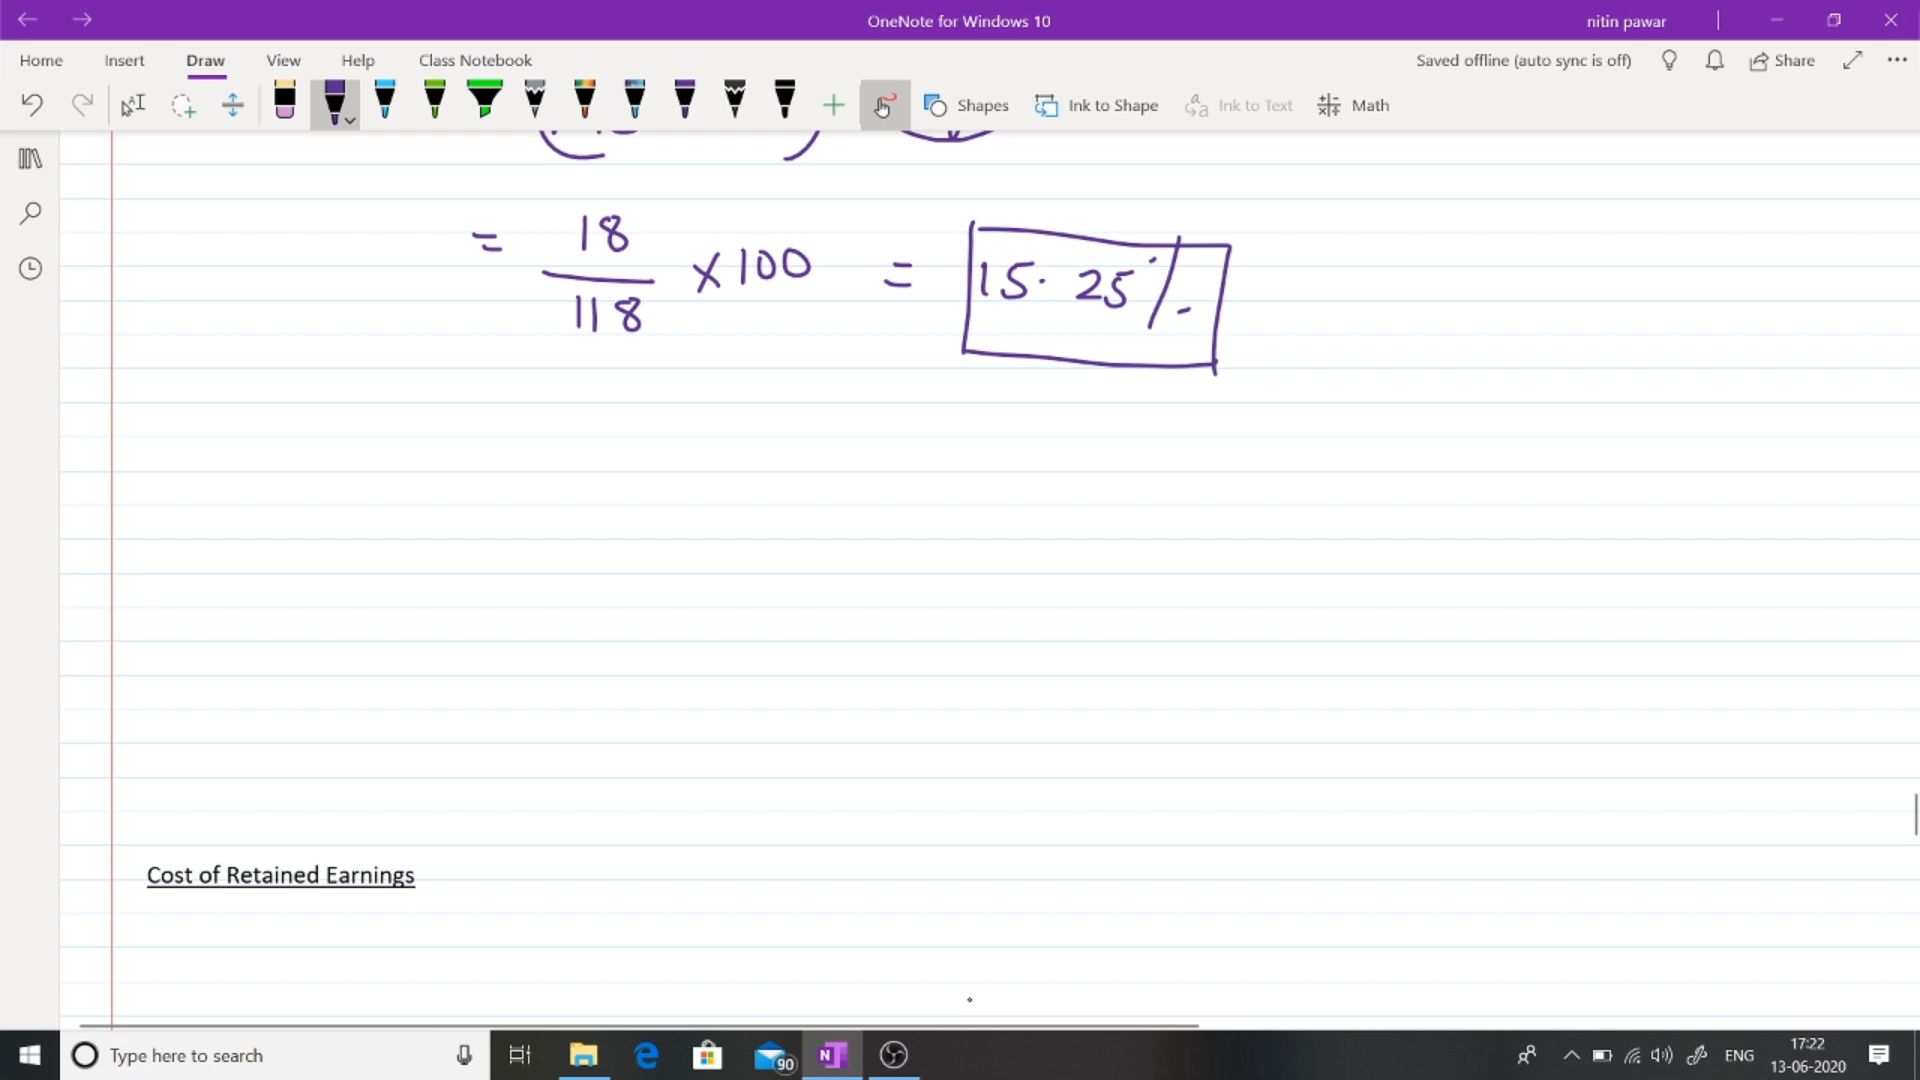 OneNote for Windows 10
nitin pawar
Home Insert Draw View Help Class Notebook
Saved offline (auto sync is off) Share
Shapes Ink to Shape Ink to Text Math
= 18/118 × 100 = 15.25%
Cost of Retained Earnings
Type here to search
90
ENG
17:22
13-06-2020